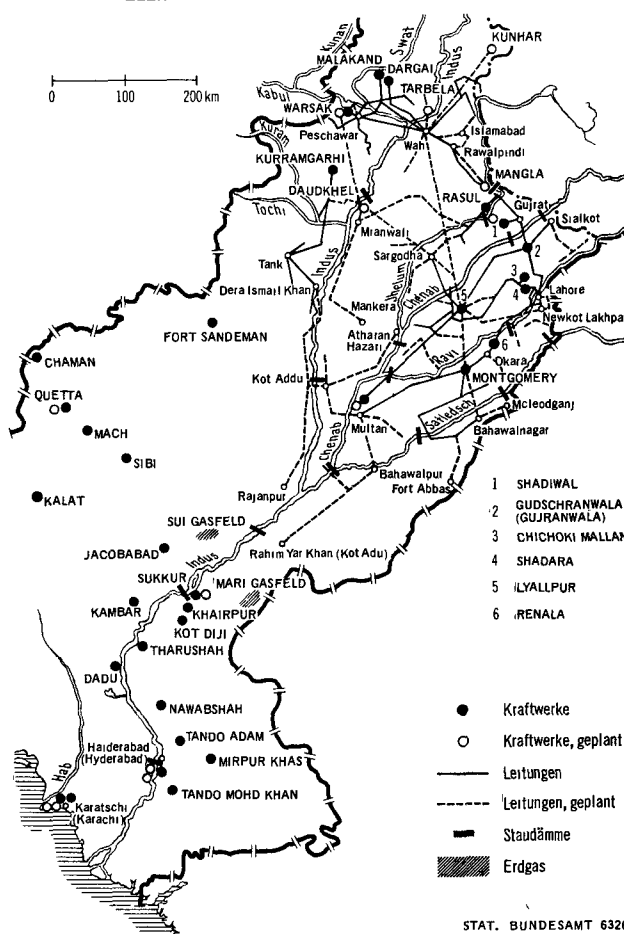 KUNHAR
Kunar
Swat
Indus
MALAKAND
DARGAI
TARBELA
0 100 200 km
Kabul
WARSAK
Peschawar
Wah
Islamabad
Rawalpindi
Kuram
KURRAMGARHI
MANGLA
DAUDKHEL
RASUL
Gujrat
Tochi
1
Sialkot
Mianwali
2
Sargodha
Tank
Indus
Jhelum
Chenab
3
Dera Ismail Khan
4
Lahore
Mankera
5
Newkot Lakhpat
FORT SANDEMAN
Atharan
Hazari
Ravi
6
Okara
CHAMAN
Kot Addu
MONTGOMERY
QUETTA
Satledsch
Mcleodganj
Multan
MACH
Chenab
Bahawalnagar
SIBI
Bahawalpur
Fort Abbas
Rajanpur
KALAT
SUI GASFELD
Rahim Yar Khan (Kot Adu)
JACOBABAD
Indus
SUKKUR
MARI GASFELD
KAMBAR
KHAIRPUR
KOT DIJI
THARUSHAH
DADU
NAWABSHAH
Haiderabad
(Hyderabad)
TANDO ADAM
MIRPUR KHAS
Hab
TANDO MOHD KHAN
Karatschi
(Karachi)
1 SHADIWAL
2 GUDSCHRANWALA
(GUJRANWALA)
3 CHICHOKI MALLAN
4 SHADARA
5 LYALLPUR
6 RENALA
Kraftwerke
Kraftwerke, geplant
Leitungen
Leitungen, geplant
Staudämme
Erdgas
STAT. BUNDESAMT